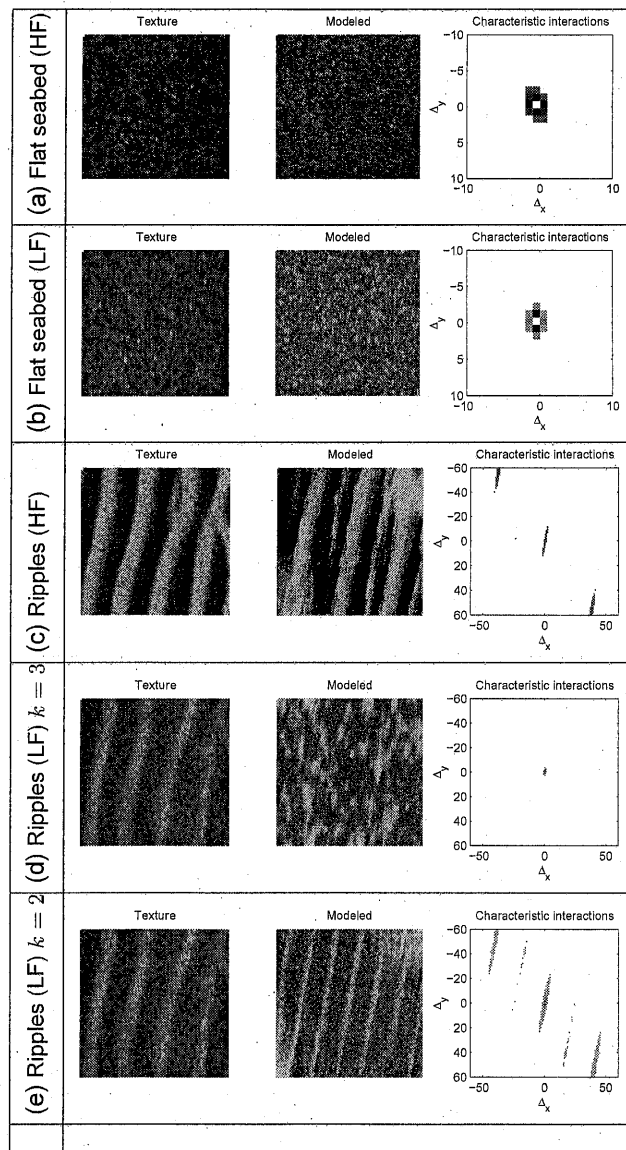 (a) Flat seabed (HF)
Texture
Modeled
Characteristic interactions
Δy
−10
−5
0
5
10
−10
0
10
Δx
(b) Flat seabed (LF)
Texture
Modeled
Characteristic interactions
Δy
−10
−5
0
5
10
−10
0
10
Δx
(c) Ripples (HF)
Texture
Modeled
Characteristic interactions
Δy
−60
−40
−20
0
20
40
60
−50
0
50
Δx
(d) Ripples (LF) k = 3
Texture
Modeled
Characteristic interactions
Δy
−60
−40
−20
0
20
40
60
−50
0
50
Δx
(e) Ripples (LF) k = 2
Texture
Modeled
Characteristic interactions
Δy
−60
−40
−20
0
20
40
60
−50
0
50
Δx